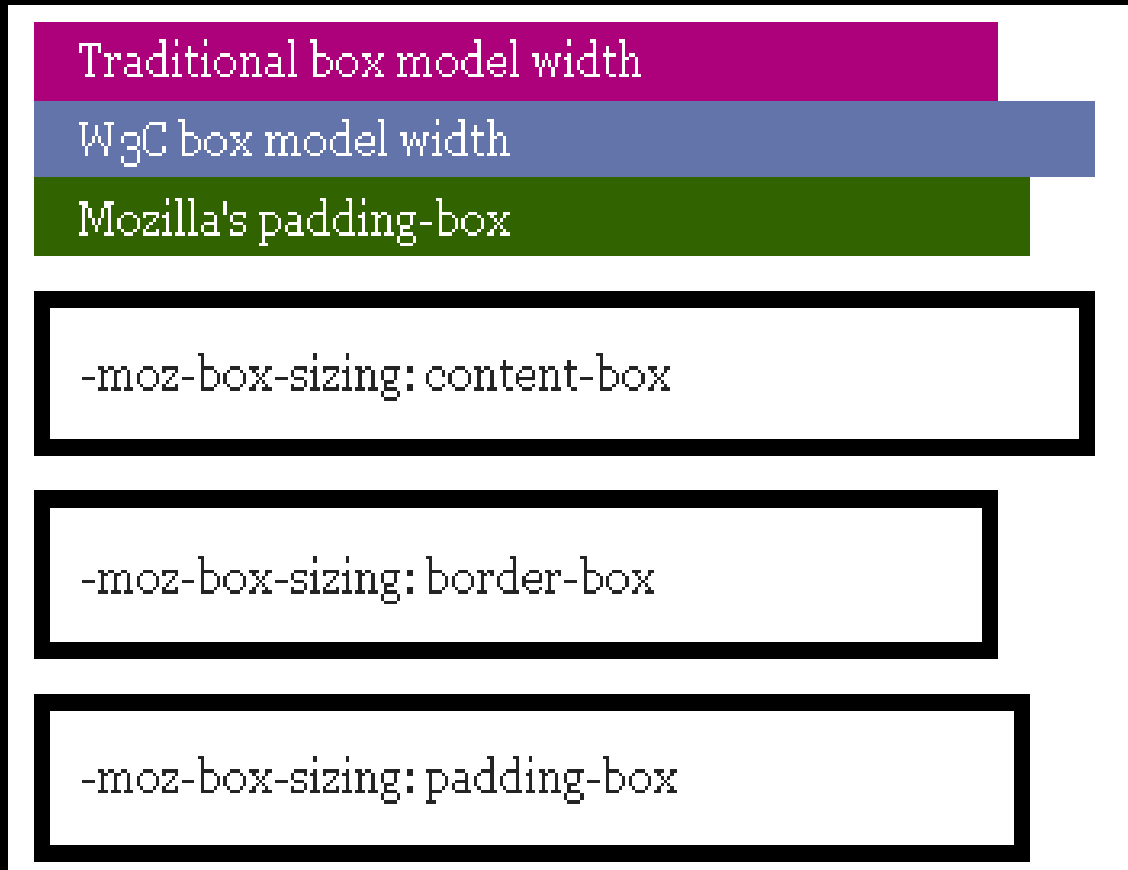 Traditional box model width
W3C box model width
Mozilla's padding-box
-moz-box-sizing: content-box
-moz-box-sizing: border-box
-moz-box-sizing: padding-box